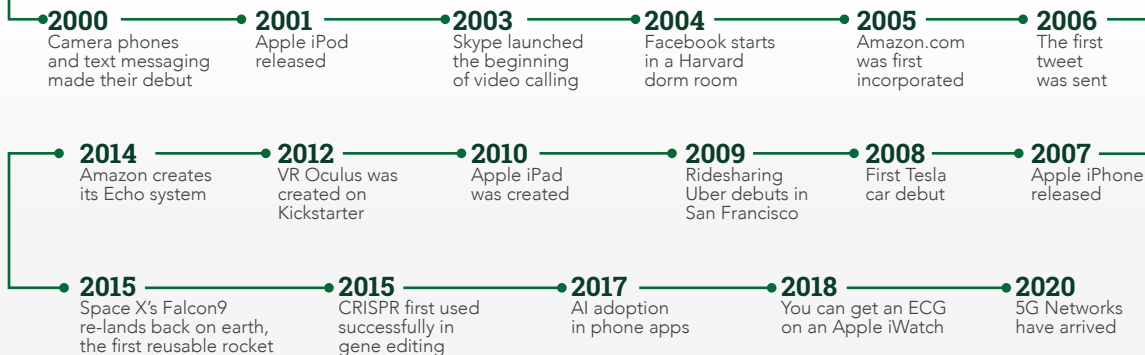 2000
Camera phones
and text messaging
made their debut
2001
Apple iPod
released
2003
Skype launched
the beginning
of video calling
2004
Facebook starts
in a Harvard
dorm room
2005
Amazon.com
was first
incorporated
2006
The first
tweet
was sent
2007
Apple iPhone
released
2008
First Tesla
car debut
2009
Ridesharing
Uber debuts in
San Francisco
2010
Apple iPad
was created
2012
VR Oculus was
created on
Kickstarter
2014
Amazon creates
its Echo system
2015
Space X's Falcon9
re-lands back on earth,
the first reusable rocket
2015
CRISPR first used
successfully in
gene editing
2017
AI adoption
in phone apps
2018
You can get an ECG
on an Apple iWatch
2020
5G Networks
have arrived